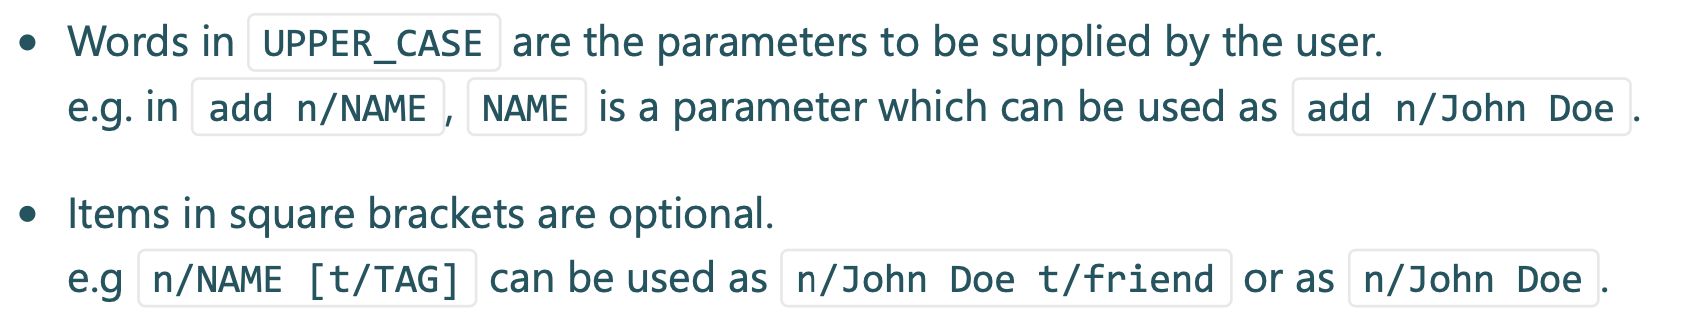 • Words in UPPER_CASE are the parameters to be supplied by the user.
e.g. in add n/NAME, NAME is a parameter which can be used as add n/John Doe.
• Items in square brackets are optional.
e.g n/NAME [t/TAG] can be used as n/John Doe t/friend or as n/John Doe.